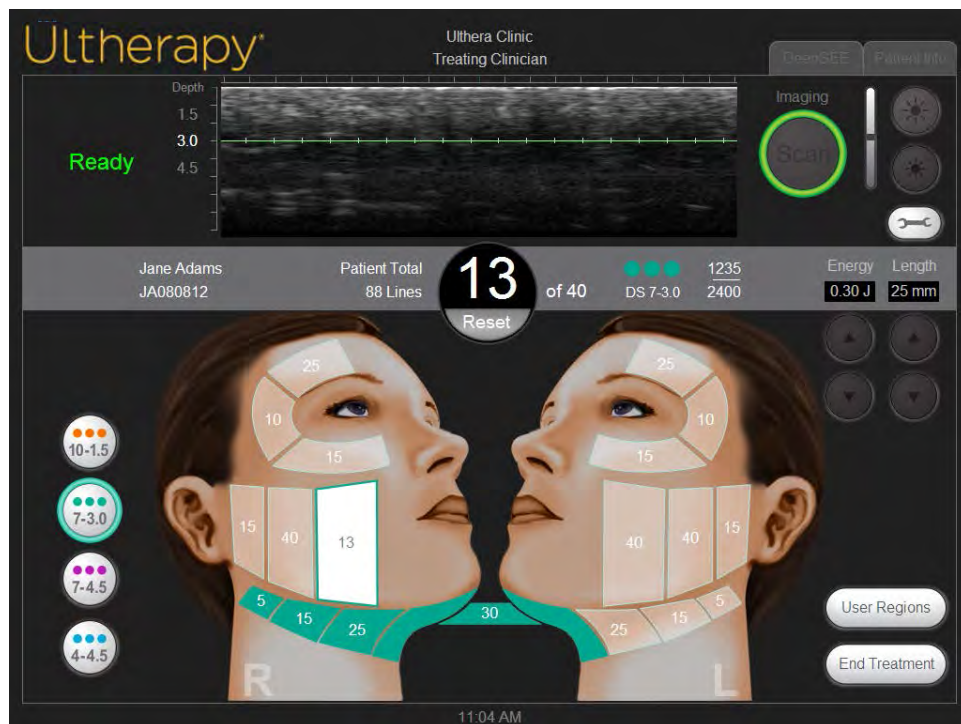 Ultherapy®
Ulthera Clinic
Treating Clinician
DeepSEE
Patient Info
Depth
1.5
3.0
4.5
Ready
Imaging
Scan
Jane Adams
JA080812
Patient Total
88 Lines
13
Reset
of 40
DS 7-3.0
1235
2400
Energy
0.30 J
Length
25 mm
25
10
15
15
40
13
5
15
25
30
25
10
15
40
40
15
25
15
5
10-1.5
7-3.0
7-4.5
4-4.5
R
L
User Regions
End Treatment
11:04 AM